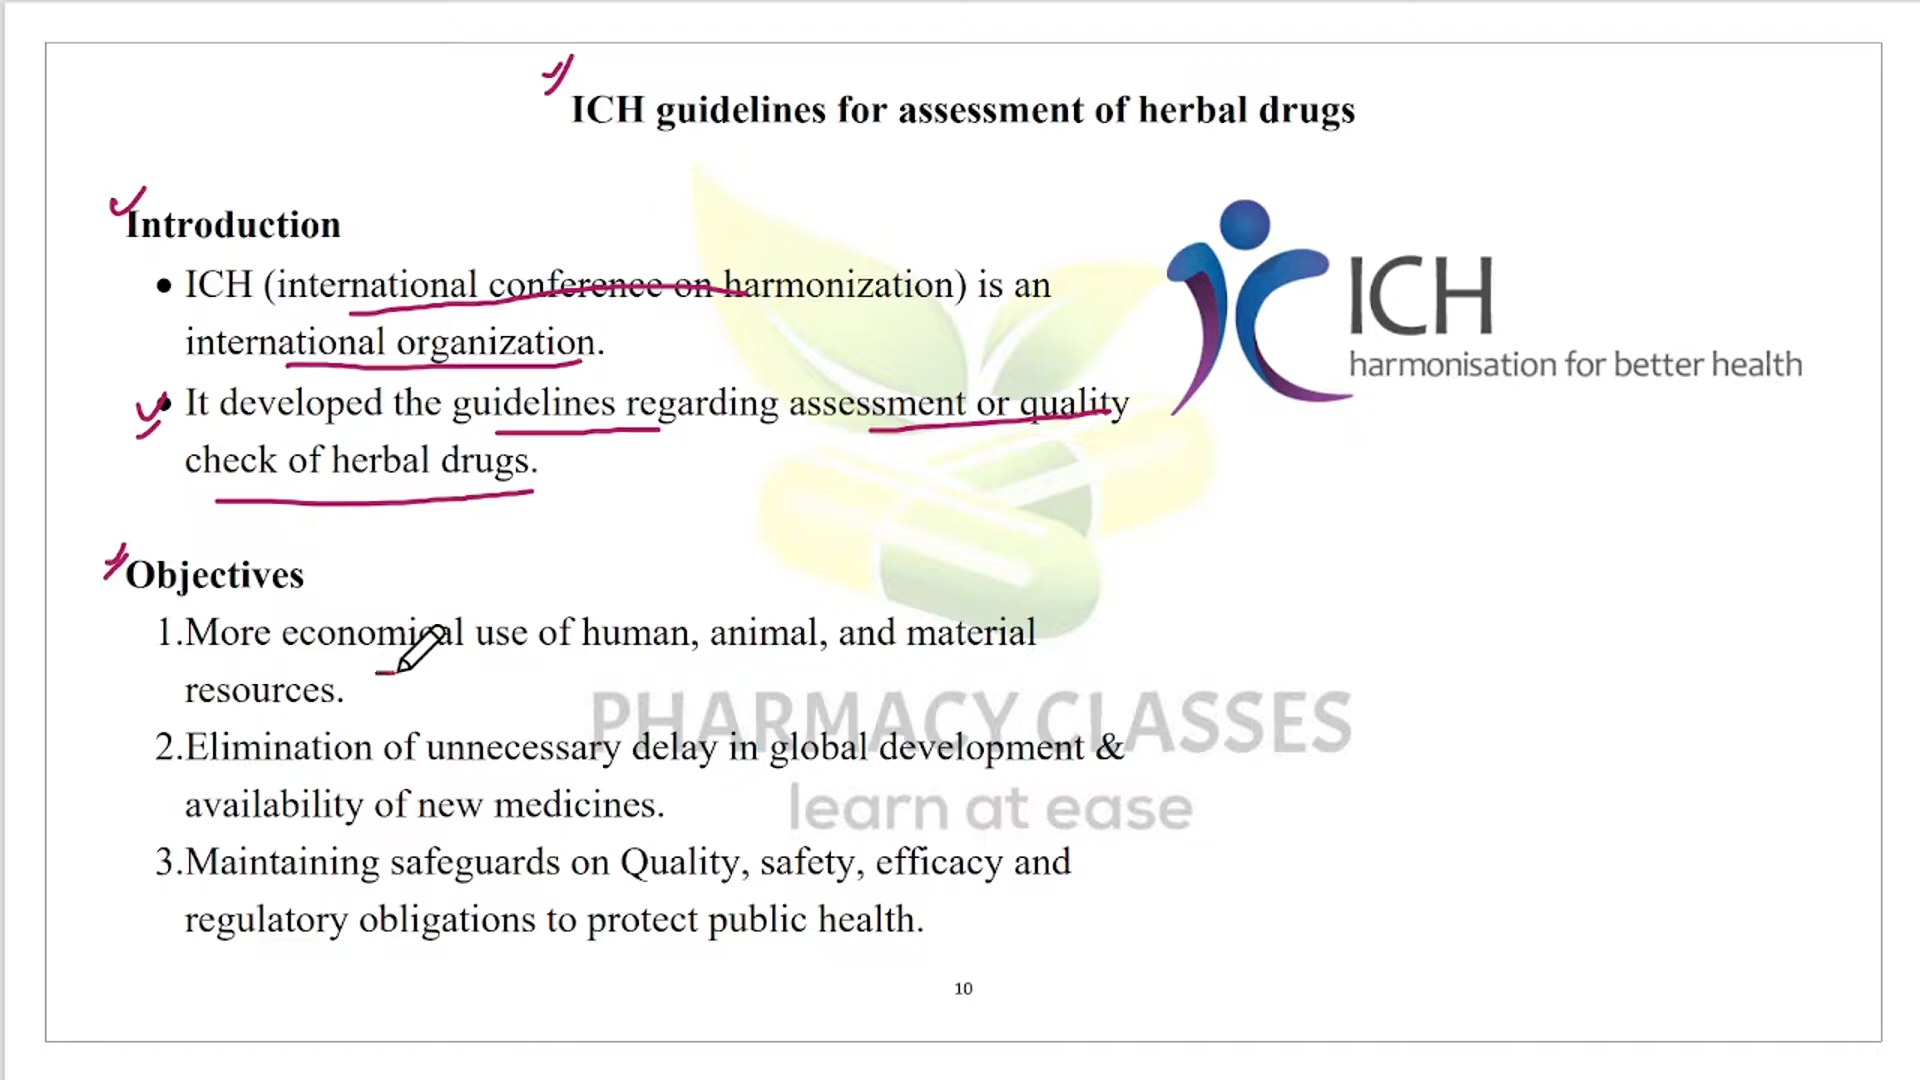 ICH guidelines for assessment of herbal drugs
Introduction
• ICH (international conference on harmonization) is an
international organization.
• It developed the guidelines regarding assessment or quality
check of herbal drugs.
ICH
harmonisation for better health
Objectives
1.More economical use of human, animal, and material
resources.
2.Elimination of unnecessary delay in global development &
availability of new medicines.
3.Maintaining safeguards on Quality, safety, efficacy and
regulatory obligations to protect public health.
PHARMACY CLASSES
learn at ease
10